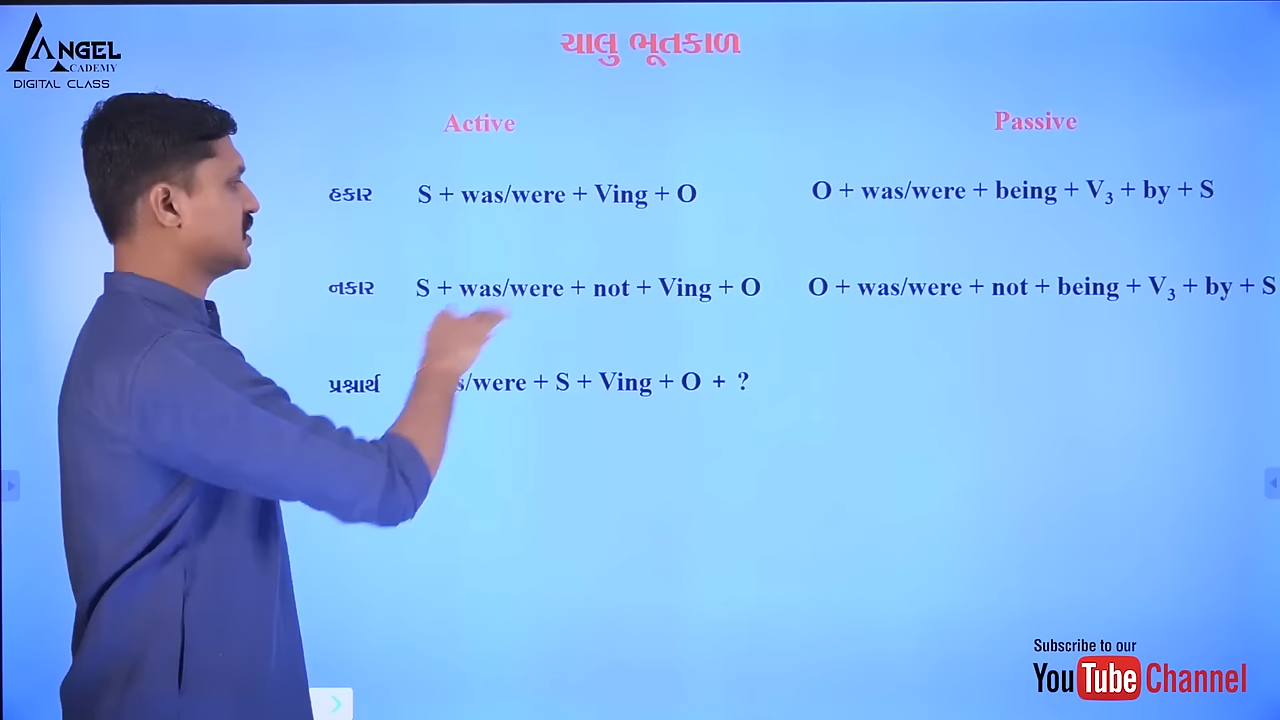 ANGEL
ACADEMY
DIGITAL CLASS
ચાલુ ભૂતકાળ
Active Passive
હકાર S + was/were + Ving + O O + was/were + being + V₃ + by + S
નકાર S + was/were + not + Ving + O O + was/were + not + being + V₃ + by + S
પ્રશ્નાર્થ s/were + S + Ving + O + ?
Subscribe to our
YouTube Channel